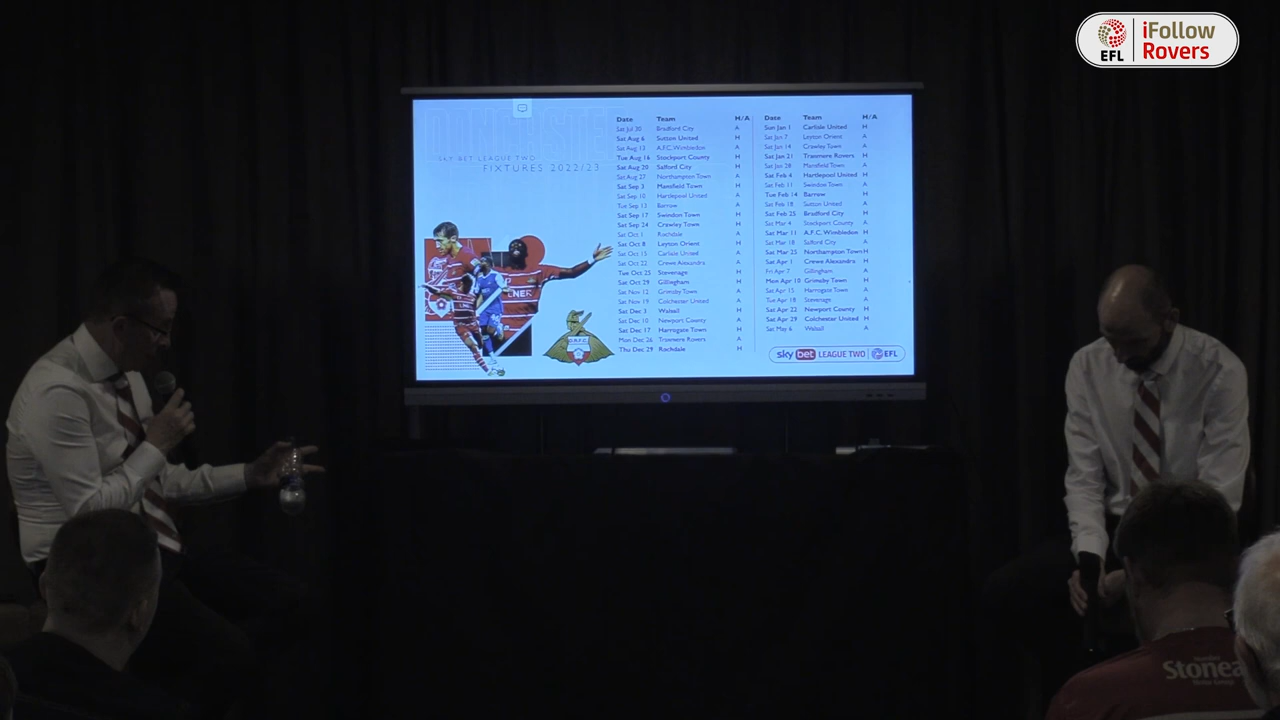 EFL
iFollow
Rovers
SKY BET LEAGUE TWO
FIXTURES 2022/23
Date Team H/A
Sat Jul 30 Bradford City A
Sat Aug 6 Sutton United H
Sat Aug 13 A.F.C. Wimbledon A
Tue Aug 16 Stockport County H
Sat Aug 20 Salford City H
Sat Aug 27 Northampton Town A
Sat Sep 3 Mansfield Town H
Sat Sep 10 Hartlepool United A
Tue Sep 13 Barrow A
Sat Sep 17 Swindon Town H
Sat Sep 24 Crawley Town H
Sat Oct 1 Rochdale A
Sat Oct 8 Leyton Orient H
Sat Oct 15 Carlisle United A
Sat Oct 22 Crewe Alexandra A
Tue Oct 25 Stevenage H
Sat Oct 29 Gillingham H
Sat Nov 12 Grimsby Town A
Sat Nov 19 Colchester United A
Sat Dec 3 Walsall H
Sat Dec 10 Newport County A
Sat Dec 17 Harrogate Town H
Mon Dec 26 Tranmere Rovers A
Thu Dec 29 Rochdale H
Date Team H/A
Sun Jan 1 Carlisle United H
Sat Jan 7 Leyton Orient A
Sat Jan 14 Crawley Town A
Sat Jan 21 Tranmere Rovers H
Sat Jan 28 Mansfield Town A
Sat Feb 4 Hartlepool United H
Sat Feb 11 Swindon Town A
Tue Feb 14 Barrow H
Sat Feb 18 Sutton United A
Sat Feb 25 Bradford City H
Sat Mar 4 Stockport County A
Sat Mar 11 A.F.C. Wimbledon H
Sat Mar 18 Salford City A
Sat Mar 25 Northampton Town H
Sat Apr 1 Crewe Alexandra H
Fri Apr 7 Gillingham A
Mon Apr 10 Grimsby Town H
Sat Apr 15 Harrogate Town A
Tue Apr 18 Stevenage A
Sat Apr 22 Newport County H
Sat Apr 29 Colchester United H
Sat May 6 Walsall A
LNER
D.R.F.C.
sky bet LEAGUE TWO EFL
Stonea